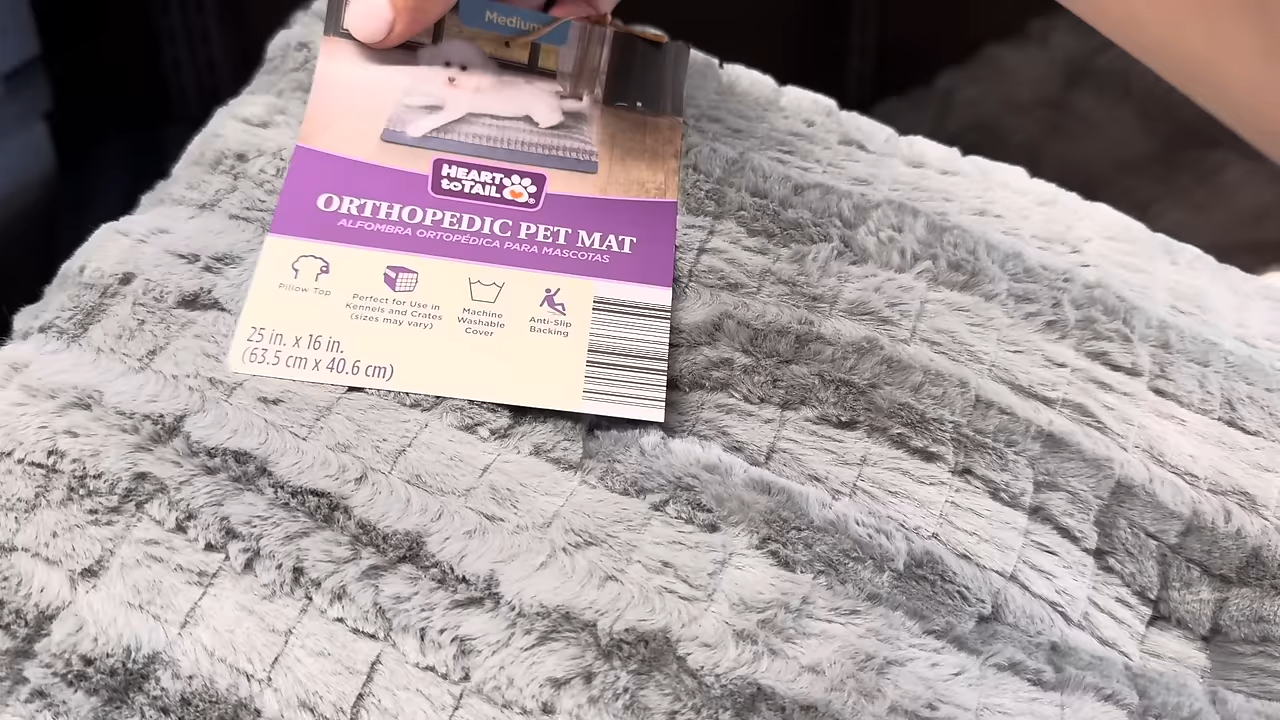 Medium
HEART
to TAIL®
ORTHOPEDIC PET MAT
ALFOMBRA ORTOPÉDICA PARA MASCOTAS
Pillow Top
Perfect for Use in
Kennels and Crates
(sizes may vary)
Machine
Washable
Cover
Anti-Slip
Backing
25 in. x 16 in.
(63.5 cm x 40.6 cm)